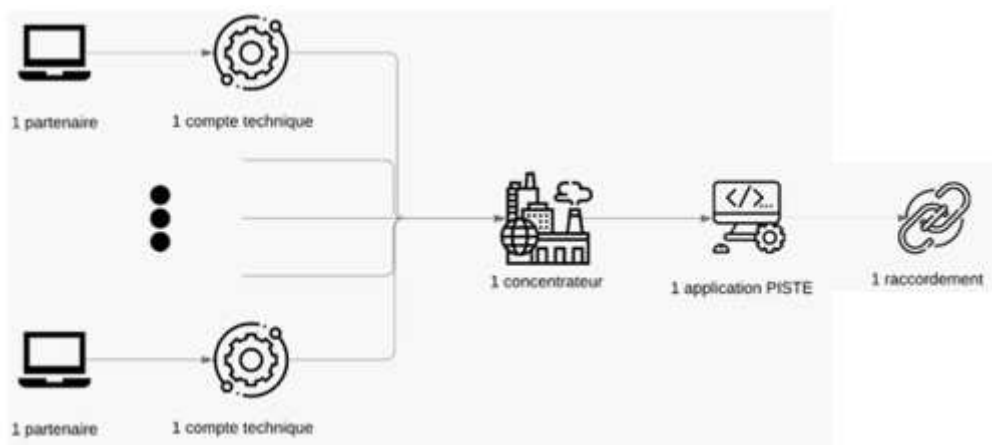 1 partenaire
1 compte technique
</>...
1 concentrateur
1 application PISTE
1 raccordement
1 partenaire
1 compte technique